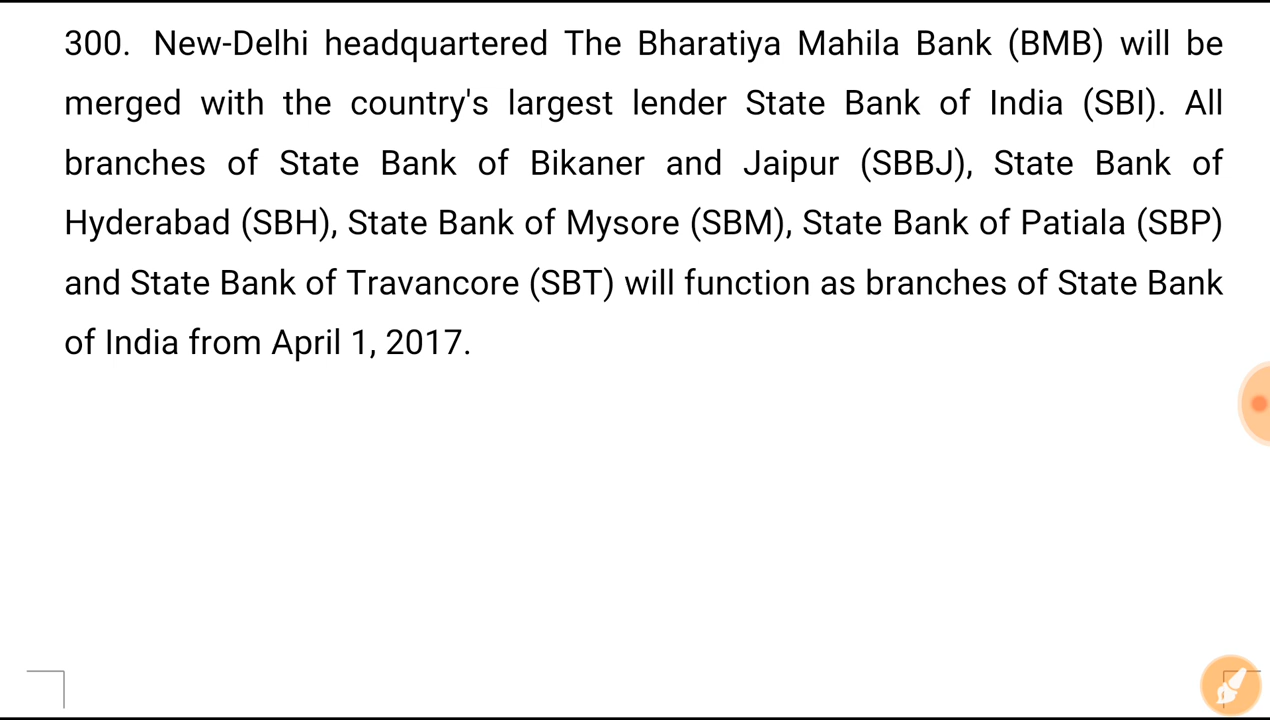 300. New-Delhi headquartered The Bharatiya Mahila Bank (BMB) will be
merged with the country's largest lender State Bank of India (SBI). All
branches of State Bank of Bikaner and Jaipur (SBBJ), State Bank of
Hyderabad (SBH), State Bank of Mysore (SBM), State Bank of Patiala (SBP)
and State Bank of Travancore (SBT) will function as branches of State Bank
of India from April 1, 2017.